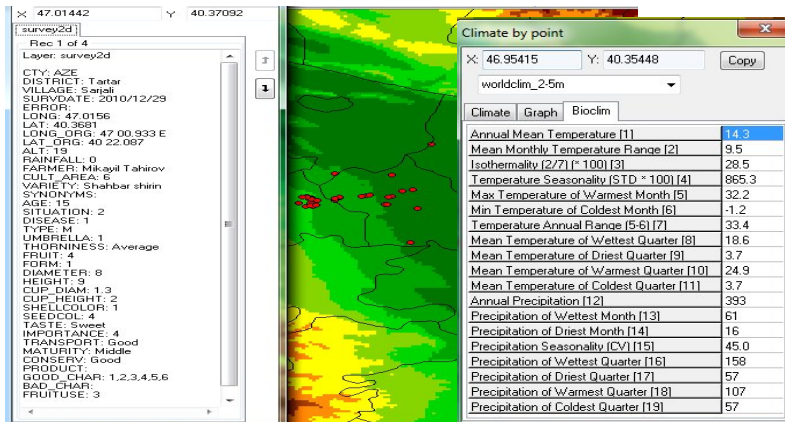 X 47.01442 Y 40.37092
survey2d
Rec 1 of 4
Layer: survey2d
CTY: AZE
DISTRICT: Tartar
VILLAGE: Sarjali
SURVDATE: 2010/12/29
ERROR:
LONG: 47.0156
LAT: 40.3681
LONG_ORG: 47 00.933 E
LAT_ORG: 40 22.087
ALT: 19
RAINFALL: 0
FARMER: Mikayil Tahirov
CULT_AREA: 6
VARIETY: Shahbar shirin
SYNONYMS:
AGE: 15
SITUATION: 2
DISEASE: 1
TYPE: M
UMBRELLA: 1
THORNINESS: Average
FRUIT: 4
FORM: 1
DIAMETER: 8
HEIGHT: 9
CUP_DIAM: 1.3
CUP_HEIGHT: 2
SHELLCOLOR: 1
SEEDCOL: 4
TASTE: Sweet
IMPORTANCE: 4
TRANSPORT: Good
MATURITY: Middle
CONSERV: Good
PRODUCT:
GOOD_CHAR: 1,2,3,4,5,6
BAD_CHAR:
FRUITUSE: 3
Climate by point
X: 46.95415 Y: 40.35448 Copy
worldclim_2-5m
Climate Graph Bioclim
Annual Mean Temperature [1] 14.3
Mean Monthly Temperature Range [2] 9.5
Isothermality (2/7) (* 100) [3] 28.5
Temperature Seasonality (STD * 100) [4] 865.3
Max Temperature of Warmest Month [5] 32.2
Min Temperature of Coldest Month [6] -1.2
Temperature Annual Range (5-6) [7] 33.4
Mean Temperature of Wettest Quarter [8] 18.6
Mean Temperature of Driest Quarter [9] 3.7
Mean Temperature of Warmest Quarter [10] 24.9
Mean Temperature of Coldest Quarter [11] 3.7
Annual Precipitation [12] 393
Precipitation of Wettest Month [13] 61
Precipitation of Driest Month [14] 16
Precipitation Seasonality (CV) [15] 45.0
Precipitation of Wettest Quarter [16] 158
Precipitation of Driest Quarter [17] 57
Precipitation of Warmest Quarter [18] 107
Precipitation of Coldest Quarter [19] 57